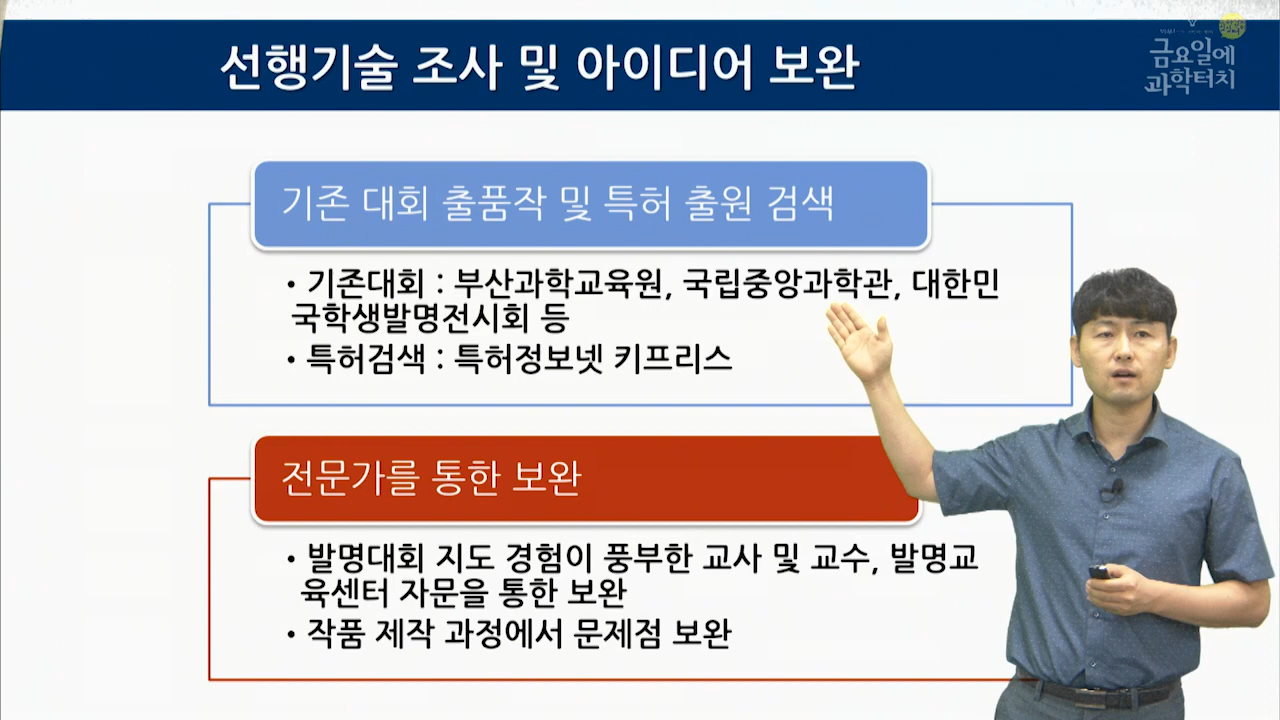 선행기술 조사 및 아이디어 보완
금요일에
과학터치
기존 대회 출품작 및 특허 출원 검색
• 기존대회 : 부산과학교육원, 국립중앙과학관, 대한민
국학생발명전시회 등
• 특허검색 : 특허정보넷 키프리스
전문가를 통한 보완
• 발명대회 지도 경험이 풍부한 교사 및 교수, 발명교
육센터 자문을 통한 보완
• 작품 제작 과정에서 문제점 보완